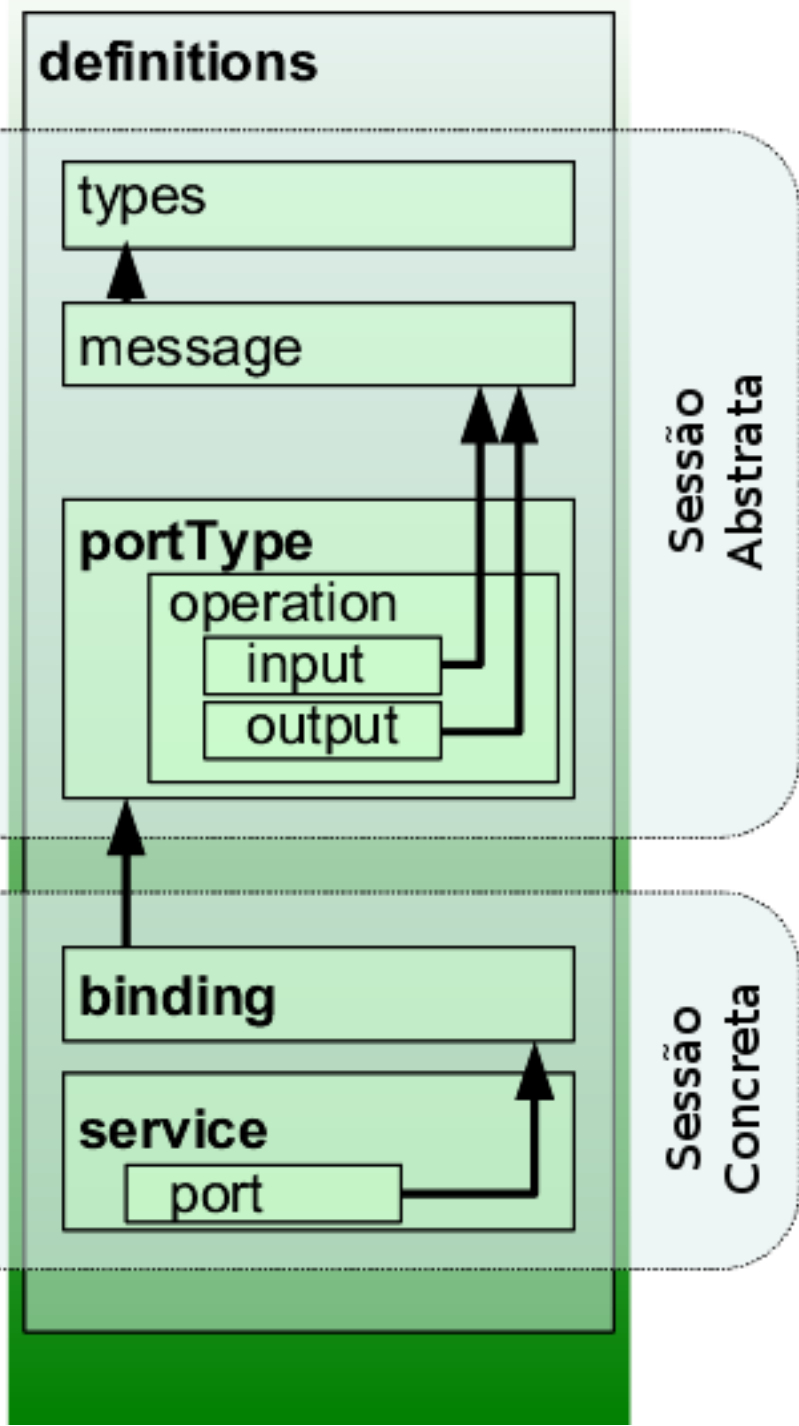 definitions
types
message
portType
operation
input
output
Sessão
Abstrata
binding
service
port
Sessão
Concreta